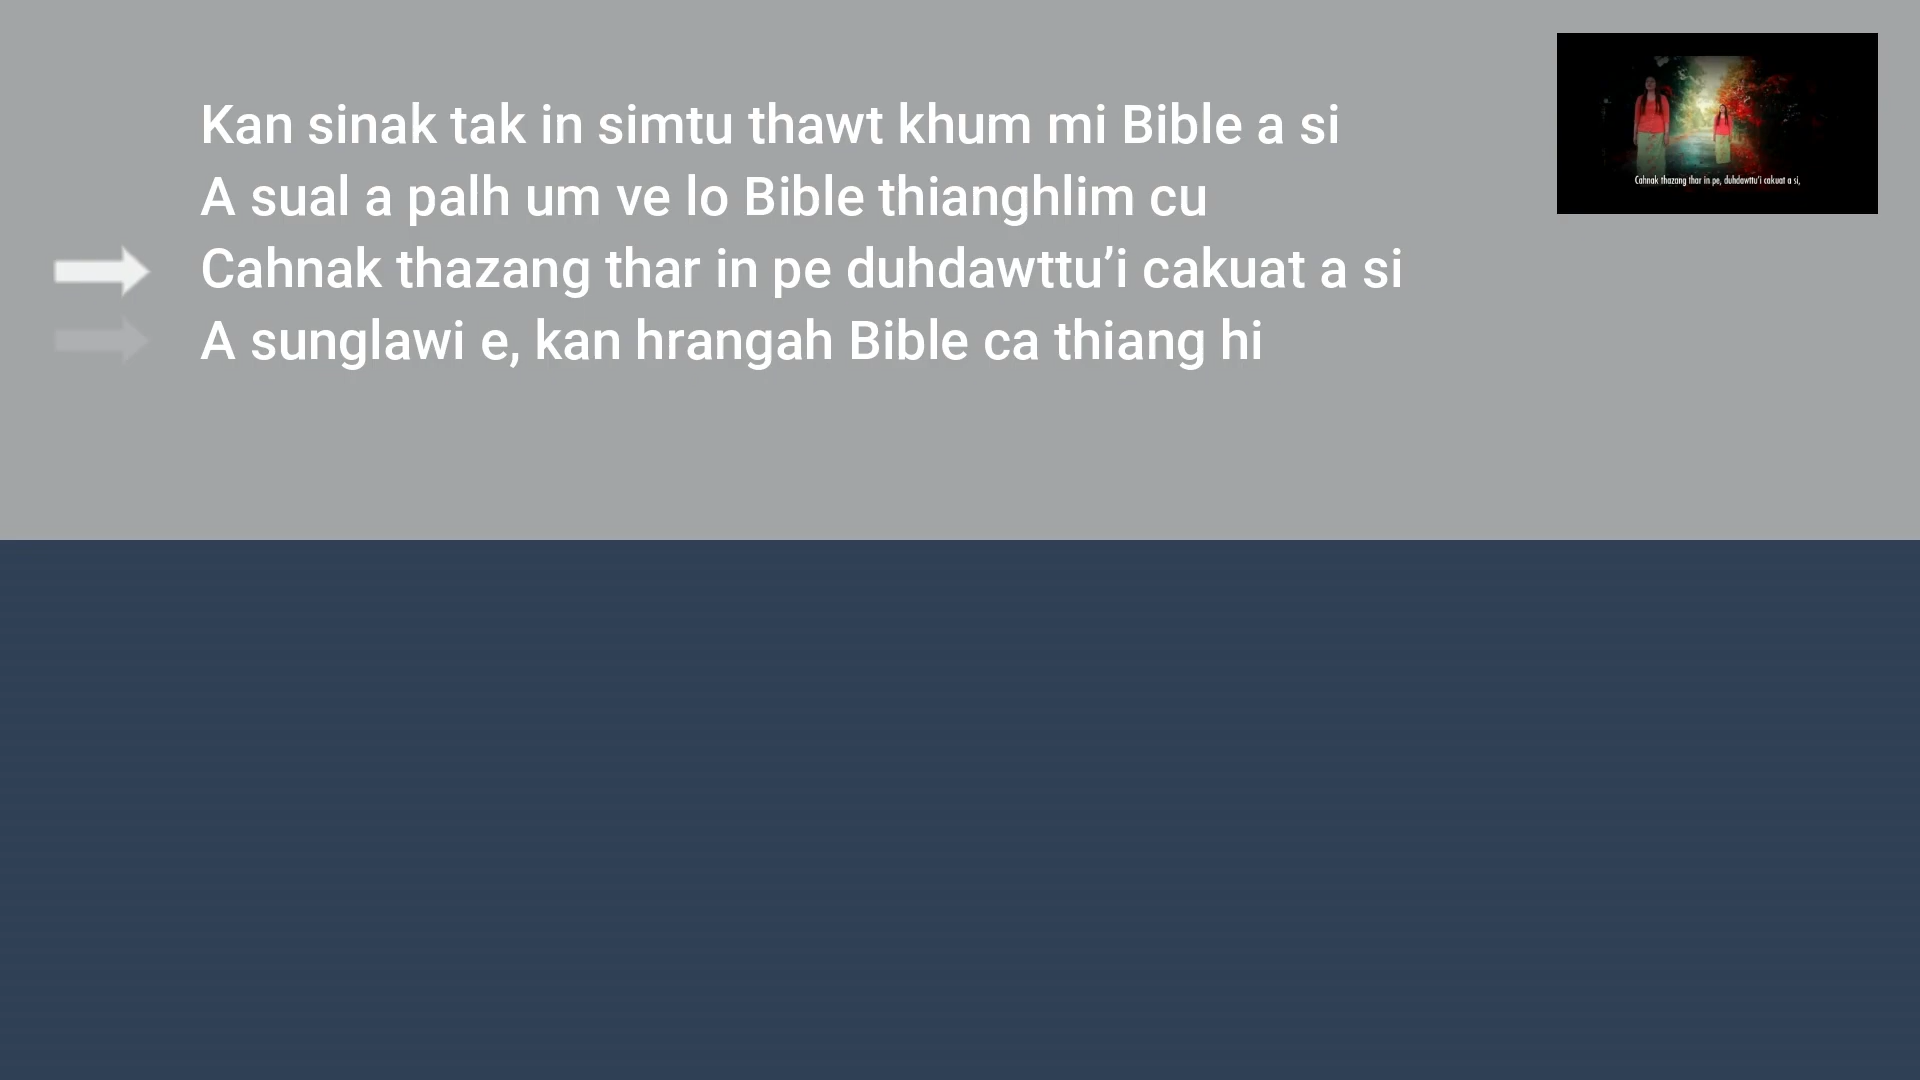 Kan sinak tak in simtu thawt khum mi Bible a si
A sual a palh um ve lo Bible thianghlim cu
Cahnak thazang thar in pe duhdawttu’i cakuat a si
A sunglawi e, kan hrangah Bible ca thiang hi
Cahnak thazang thar in pe, duhdawttu’i cakuat a si,